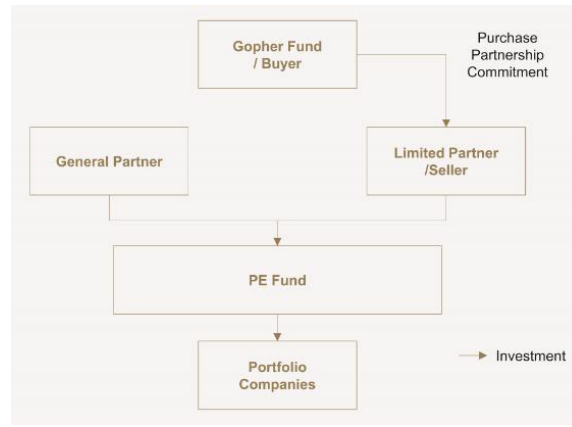 Gopher Fund
/ Buyer
Purchase
Partnership
Commitment
General Partner
Limited Partner
/Seller
PE Fund
Portfolio
Companies
Investment